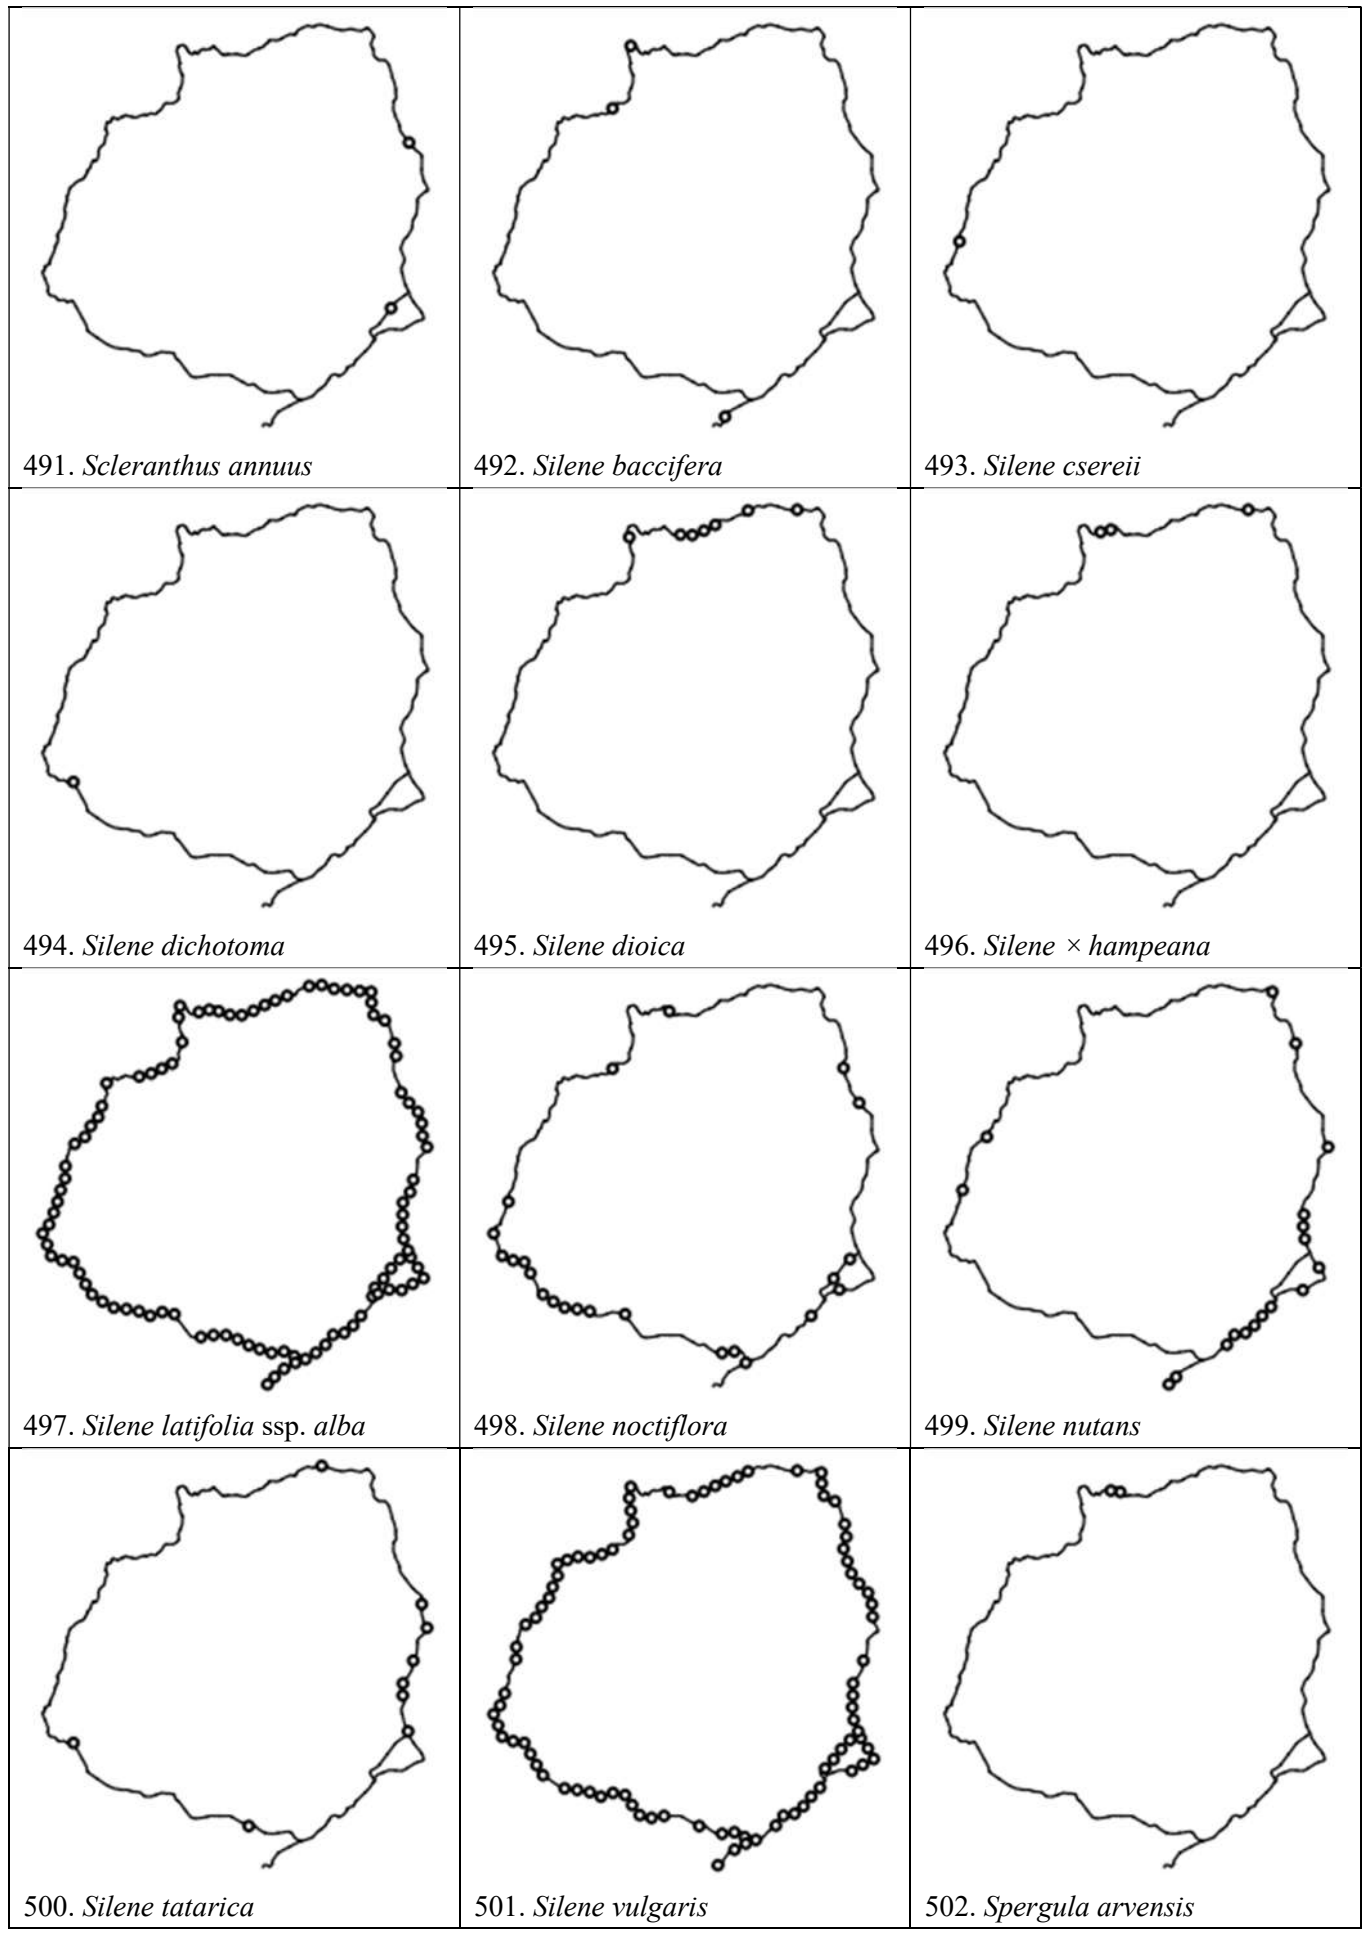 491. Scleranthus annuus
492. Silene baccifera
493. Silene csereii
494. Silene dichotoma
495. Silene dioica
496. Silene × hampeana
497. Silene latifolia ssp. alba
498. Silene noctiflora
499. Silene nutans
500. Silene tatarica
501. Silene vulgaris
502. Spergula arvensis